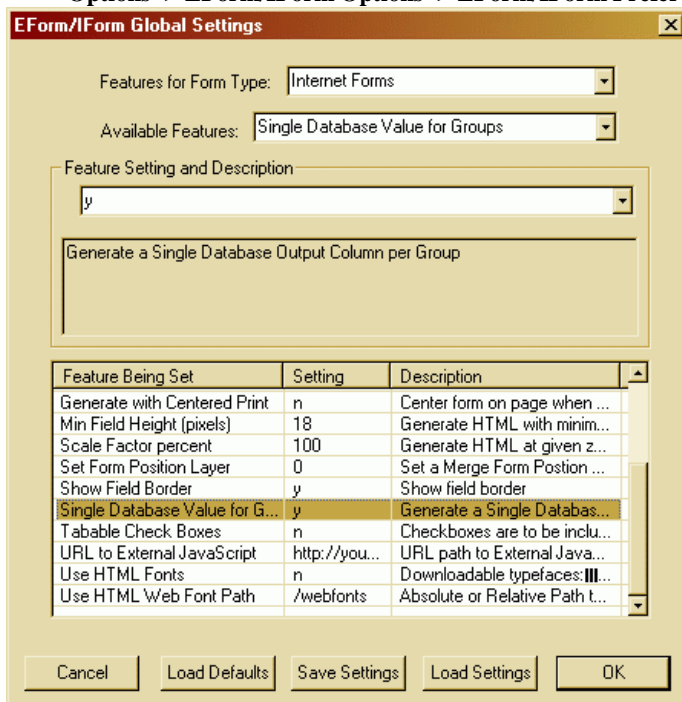 EForm/IForm Global Settings
Features for Form Type: Internet Forms
Available Features: Single Database Value for Groups
Feature Setting and Description
y
Generate a Single Database Output Column per Group
Feature Being Set Setting Description
Generate with Centered Print n Center form on page when ...
Min Field Height (pixels) 18 Generate HTML with minim...
Scale Factor percent 100 Generate HTML at given z...
Set Form Position Layer 0 Set a Merge Form Postion ...
Show Field Border y Show field border
Single Database Value for G... y Generate a Single Databas...
Tabable Check Boxes n Checkboxes are to be inclu...
URL to External JavaScript http://you... URL path to External Java...
Use HTML Fonts n Downloadable typefaces:...
Use HTML Web Font Path /webfonts Absolute or Relative Path t...
Cancel Load Defaults Save Settings Load Settings OK